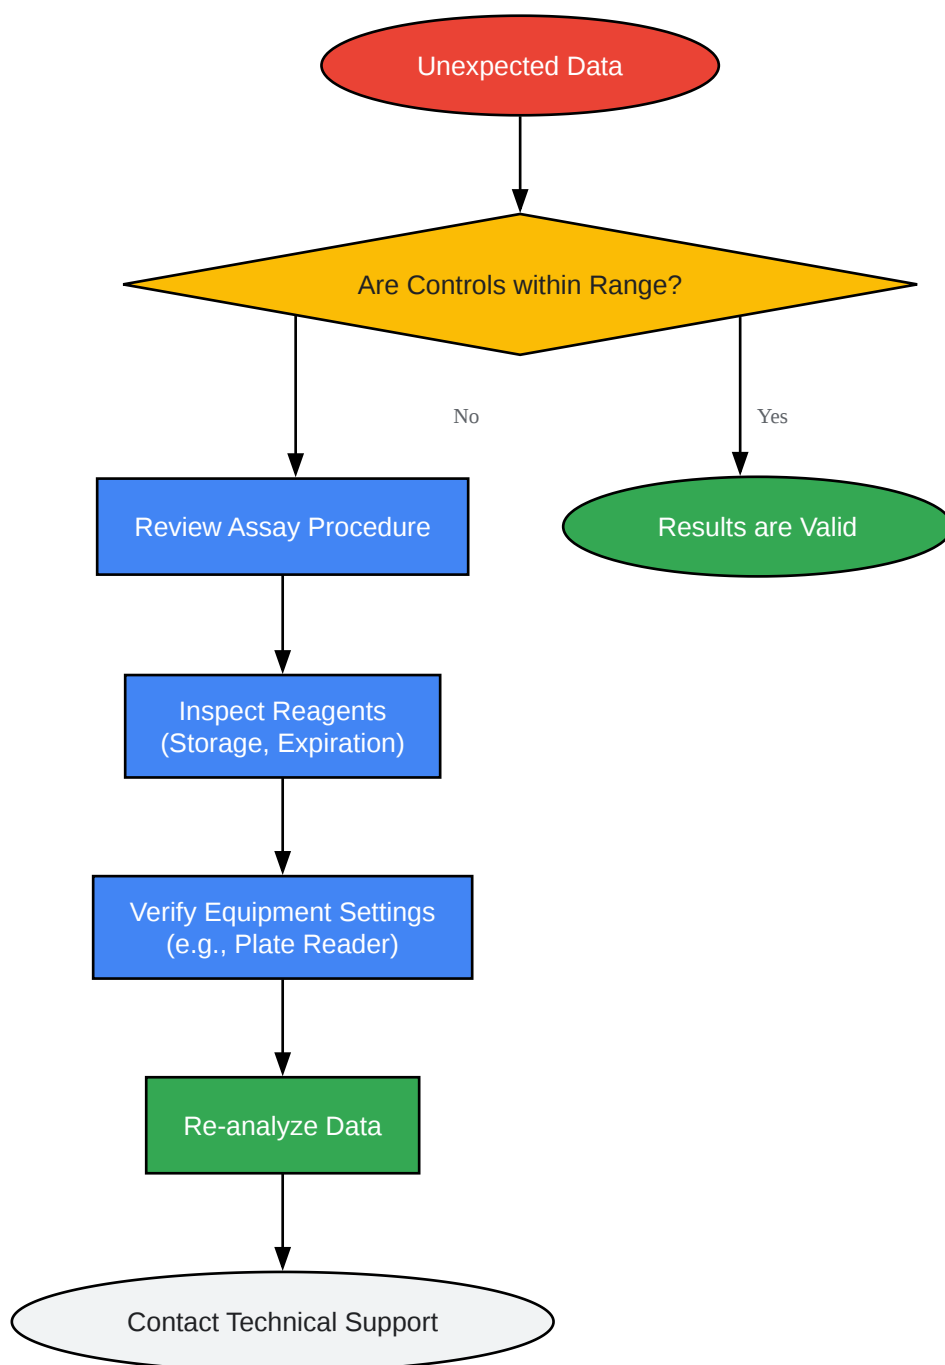 Unexpected Data
Are Controls within Range?
No
Yes
Review Assay Procedure
Results are Valid
Inspect Reagents
(Storage, Expiration)
Verify Equipment Settings
(e.g., Plate Reader)
Re-analyze Data
Contact Technical Support